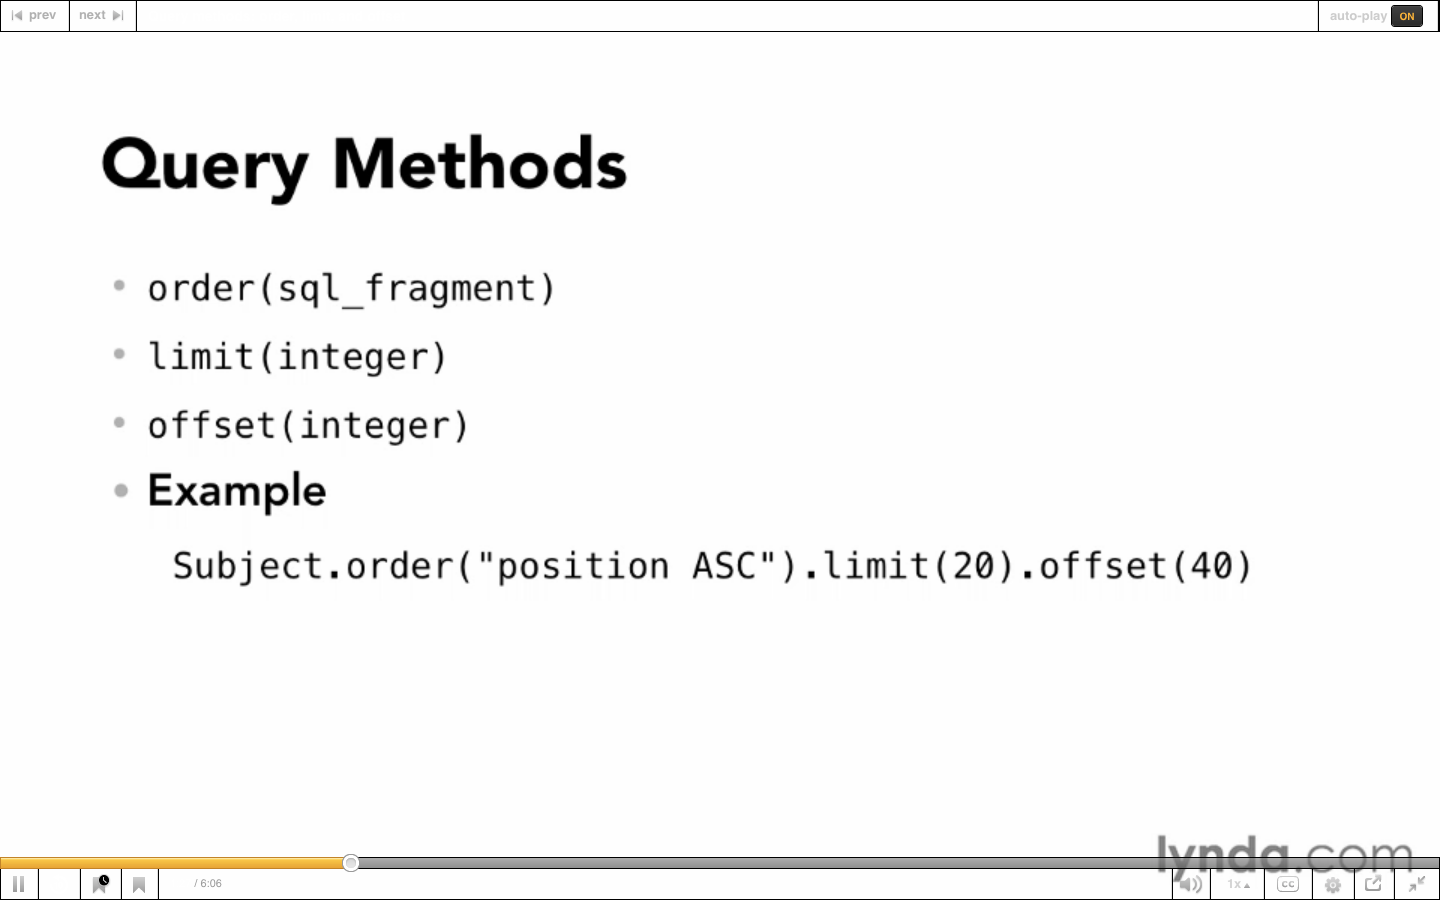 prev next auto-play ON
Query Methods
order(sql_fragment)
limit(integer)
offset(integer)
Example
Subject.order("position ASC").limit(20).offset(40)
lynda.com
/ 6:06 1x CC